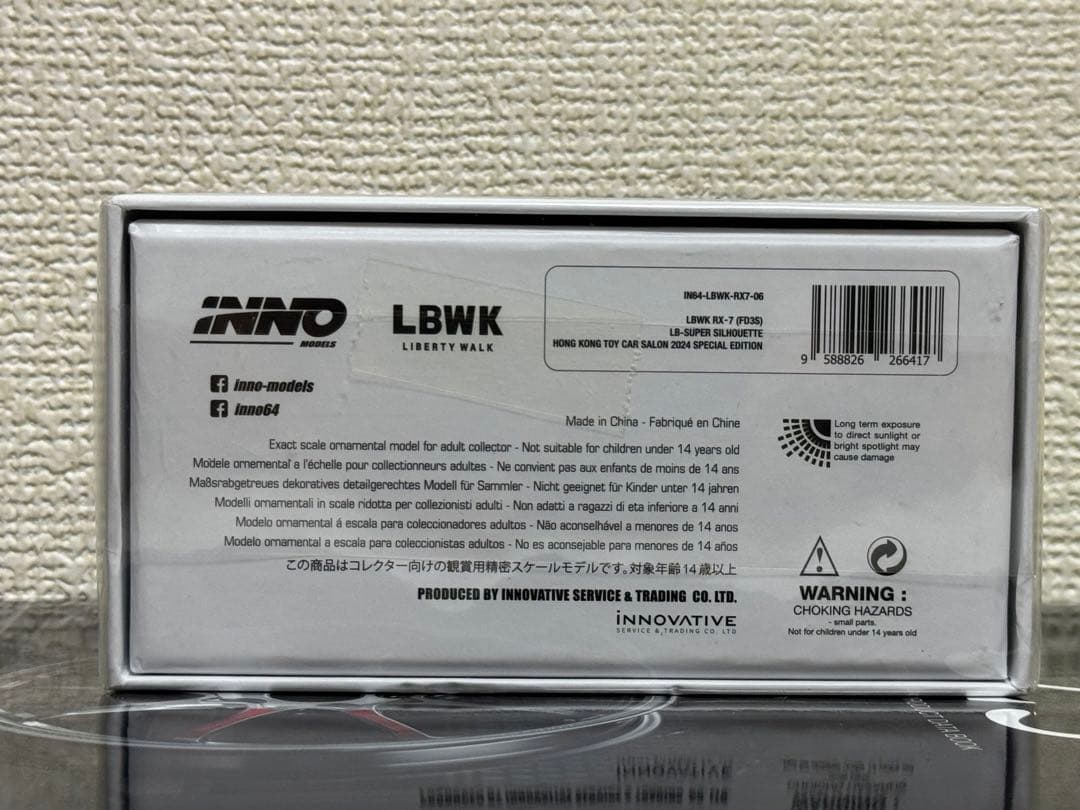 INNO
MODELS
LBWK
LIBERTY WALK
inno-models
inno64
IN64-LBWK-RX7-06
LBWK RX-7 (FD3S)
LB-SUPER SILHOUETTE
HONG KONG TOY CAR SALON 2024 SPECIAL EDITION
9 588826 266417
Made in China - Fabriqué en Chine
Exact scale ornamental model for adult collector - Not suitable for children under 14 years old
Modèle ornemental a l'échelle pour collectionneurs adultes - Ne convient pas aux enfants de moins de 14 ans
Maßsrabgetreues dekoratives detailgerechtes Modell für Sammler - Nicht geeignet für Kinder unter 14 jahren
Modelli ornamentali in scale ridotta per collezionisti adulti - Non adatti a ragazzi di eta inferiore a 14 anni
Modelo ornamental á escala para coleccionadores adultos - Não aconselhável a menores de 14 anos
Modelo ornamental a escala para coleccionistas adultos - No es aconsejable para menores de 14 años
この商品はコレクター向けの観賞用精密スケールモデルです。対象年齢14歳以上
PRODUCED BY INNOVATIVE SERVICE & TRADING CO. LTD.
INNOVATIVE
SERVICE & TRADING CO. LTD
Long term exposure
to direct sunlight or
bright spotlight may
cause damage
WARNING :
CHOKING HAZARDS
- small parts.
Not for children under 14 years old
DATA BOOK